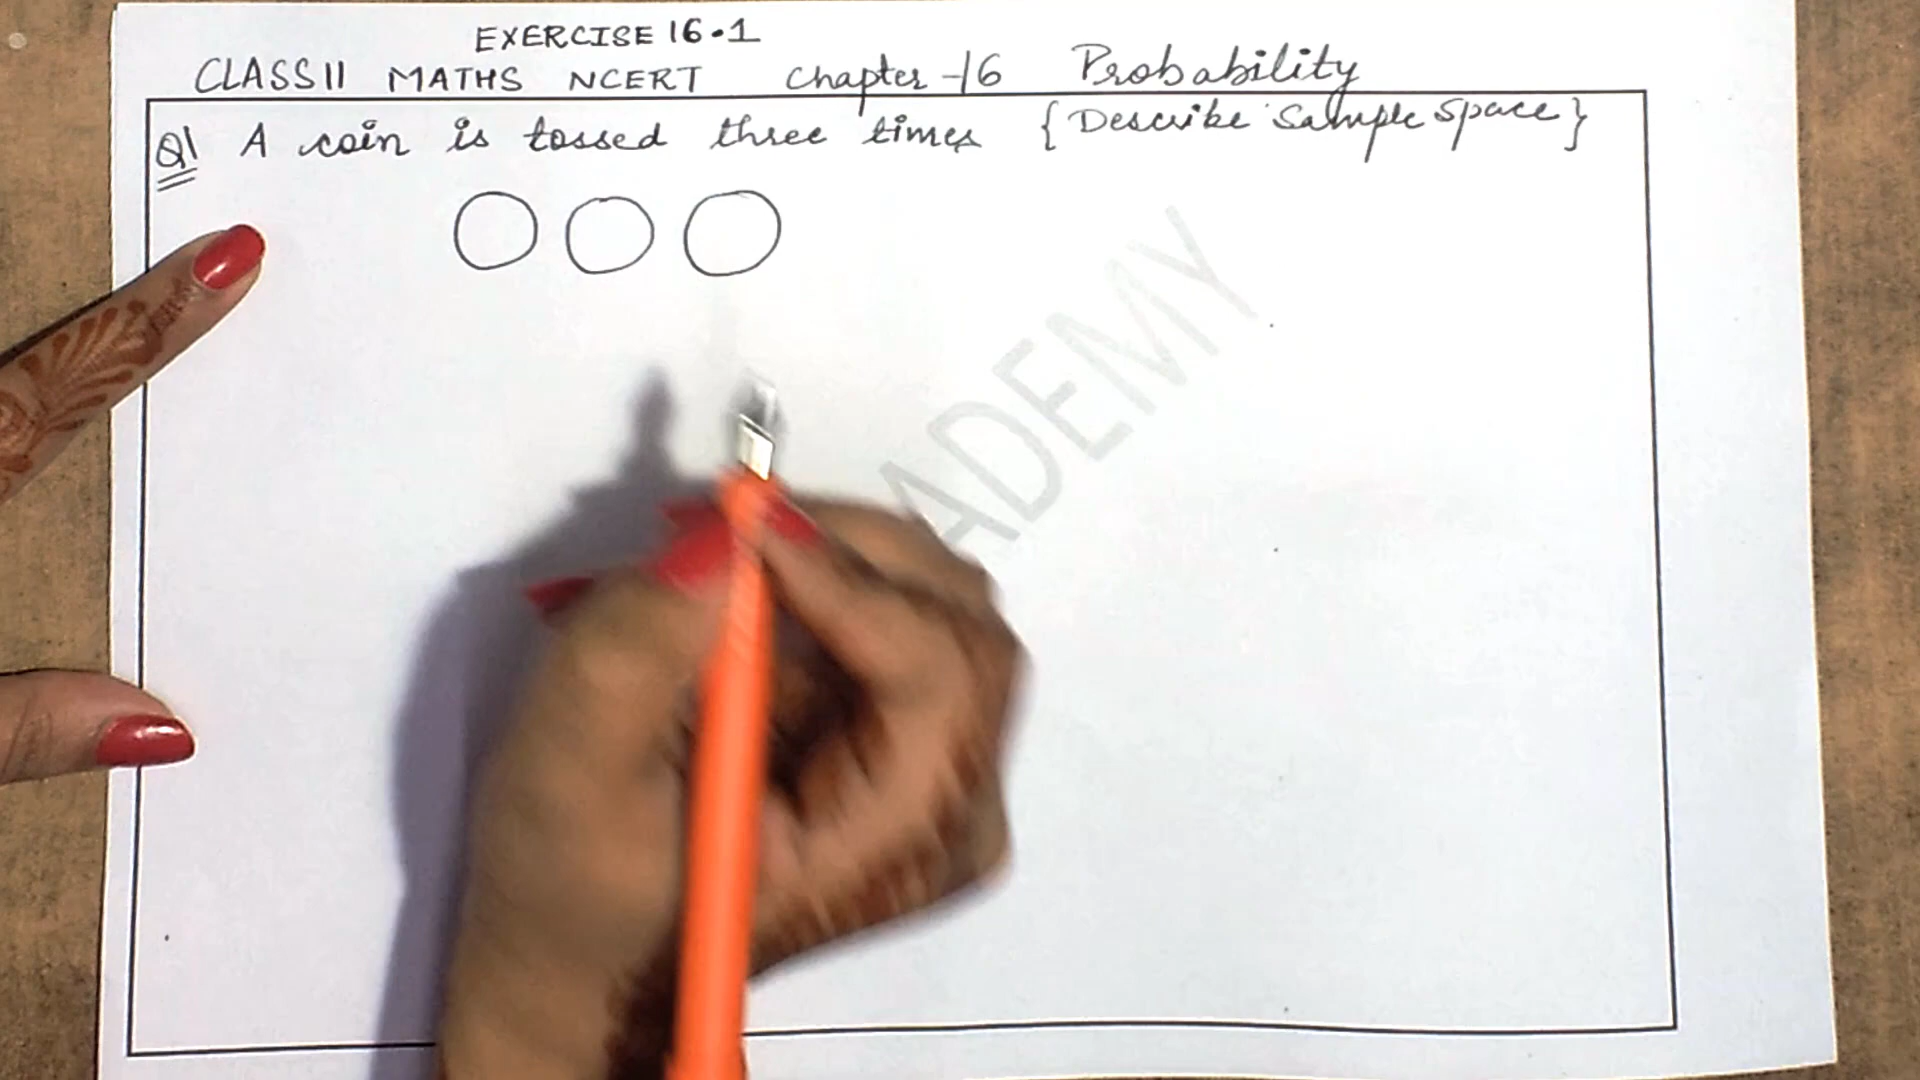 EXERCISE 16.1
CLASS 11 MATHS NCERT Chapter-16 Probability
Q1 A coin is tossed three times {Describe Sample Space}
ADEMY